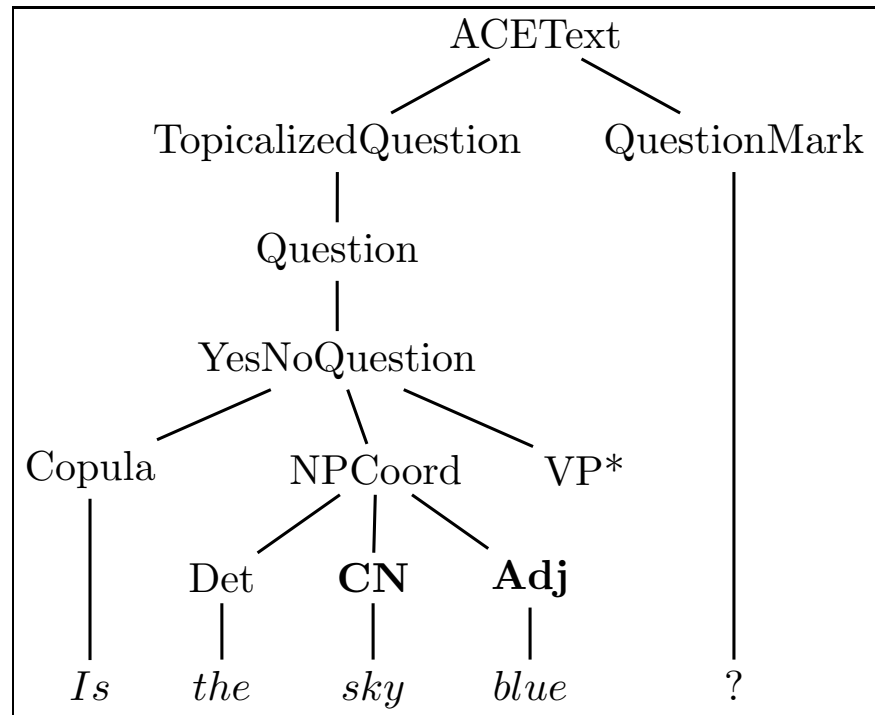 ACEText
TopicalizedQuestion QuestionMark
Question
YesNoQuestion
Copula NPCoord VP*
Det CN Adj
Is the sky blue ?